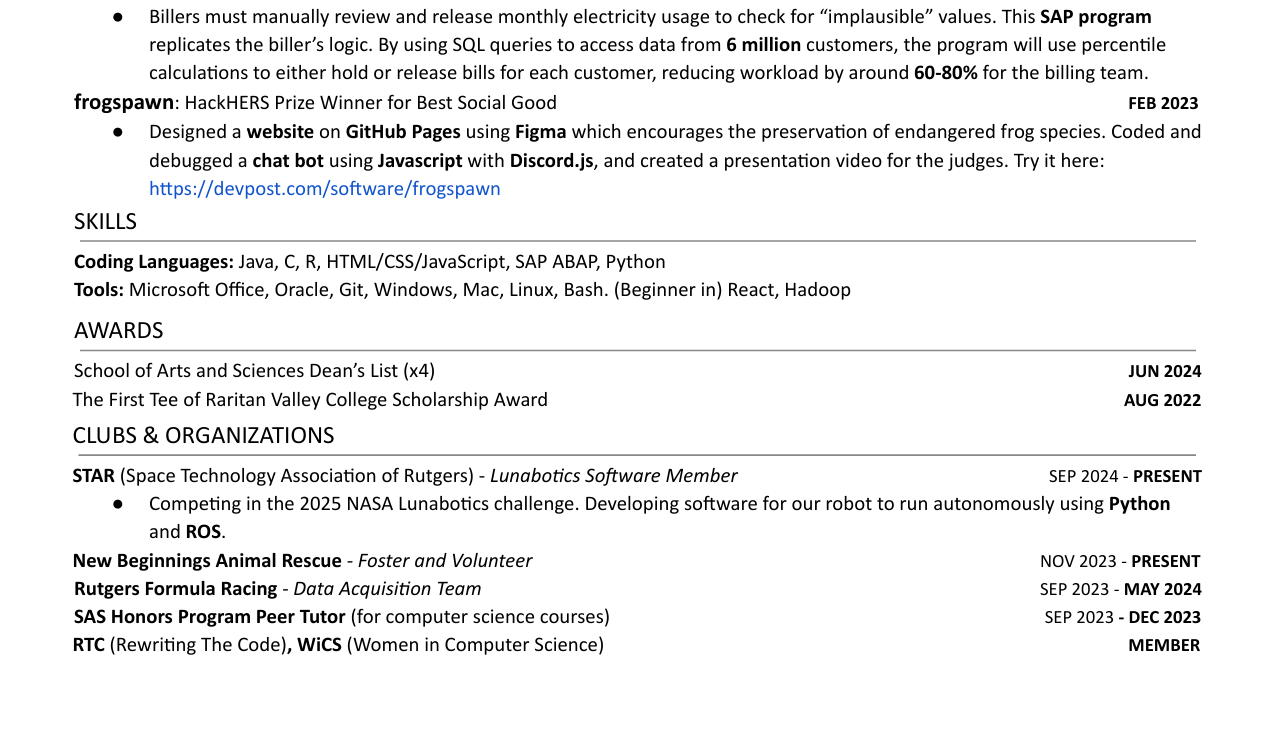 ● Billers must manually review and release monthly electricity usage to check for “implausible” values. This SAP program
replicates the biller’s logic. By using SQL queries to access data from 6 million customers, the program will use percentile
calculations to either hold or release bills for each customer, reducing workload by around 60-80% for the billing team.
frogspawn: HackHERS Prize Winner for Best Social Good FEB 2023
● Designed a website on GitHub Pages using Figma which encourages the preservation of endangered frog species. Coded and
debugged a chat bot using Javascript with Discord.js, and created a presentation video for the judges. Try it here:
https://devpost.com/software/frogspawn
SKILLS
Coding Languages: Java, C, R, HTML/CSS/JavaScript, SAP ABAP, Python
Tools: Microsoft Office, Oracle, Git, Windows, Mac, Linux, Bash. (Beginner in) React, Hadoop
AWARDS
School of Arts and Sciences Dean’s List (x4) JUN 2024
The First Tee of Raritan Valley College Scholarship Award AUG 2022
CLUBS & ORGANIZATIONS
STAR (Space Technology Association of Rutgers) - Lunabotics Software Member SEP 2024 - PRESENT
● Competing in the 2025 NASA Lunabotics challenge. Developing software for our robot to run autonomously using Python
and ROS.
New Beginnings Animal Rescue - Foster and Volunteer NOV 2023 - PRESENT
Rutgers Formula Racing - Data Acquisition Team SEP 2023 - MAY 2024
SAS Honors Program Peer Tutor (for computer science courses) SEP 2023 - DEC 2023
RTC (Rewriting The Code), WiCS (Women in Computer Science) MEMBER